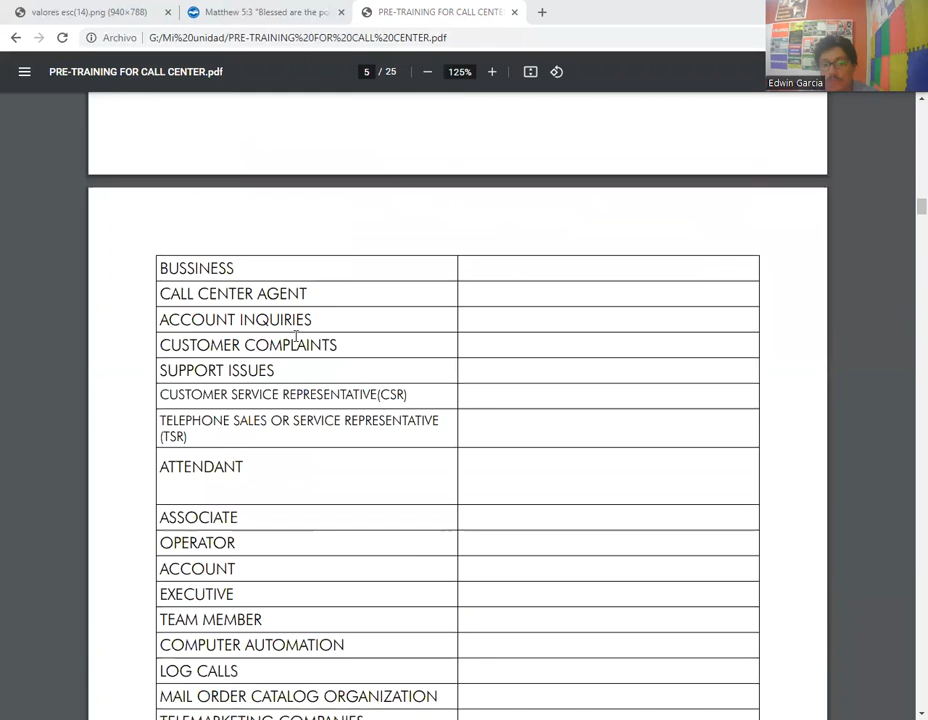 valores esc(14).png (940×788)
Matthew 5:3 "Blessed are the po
PRE-TRAINING FOR CALL CENTE
Archivo
G:/Mi%20unidad/PRE-TRAINING%20FOR%20CALL%20CENTER.pdf
PRE-TRAINING FOR CALL CENTER.pdf
5 / 25
125%
Edwin Garcia
BUSSINESS
CALL CENTER AGENT
ACCOUNT INQUIRIES
CUSTOMER COMPLAINTS
SUPPORT ISSUES
CUSTOMER SERVICE REPRESENTATIVE(CSR)
TELEPHONE SALES OR SERVICE REPRESENTATIVE
(TSR)
ATTENDANT
ASSOCIATE
OPERATOR
ACCOUNT
EXECUTIVE
TEAM MEMBER
COMPUTER AUTOMATION
LOG CALLS
MAIL ORDER CATALOG ORGANIZATION
TELEMARKETING COMPANIES